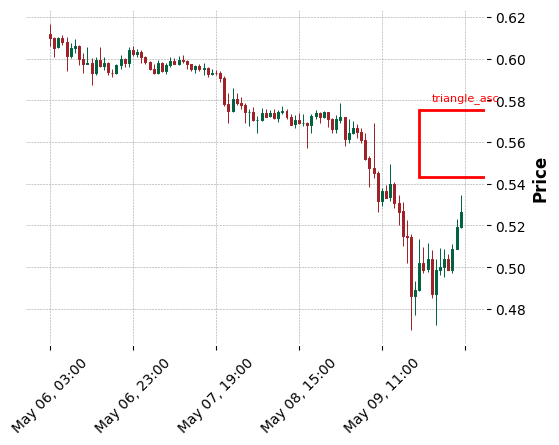 0.62
0.60
triangle_asc
0.58
0.56
0.54
0.52
0.50
0.48
Price
May 06, 03:00
May 06, 23:00
May 07, 19:00
May 08, 15:00
May 09, 11:00